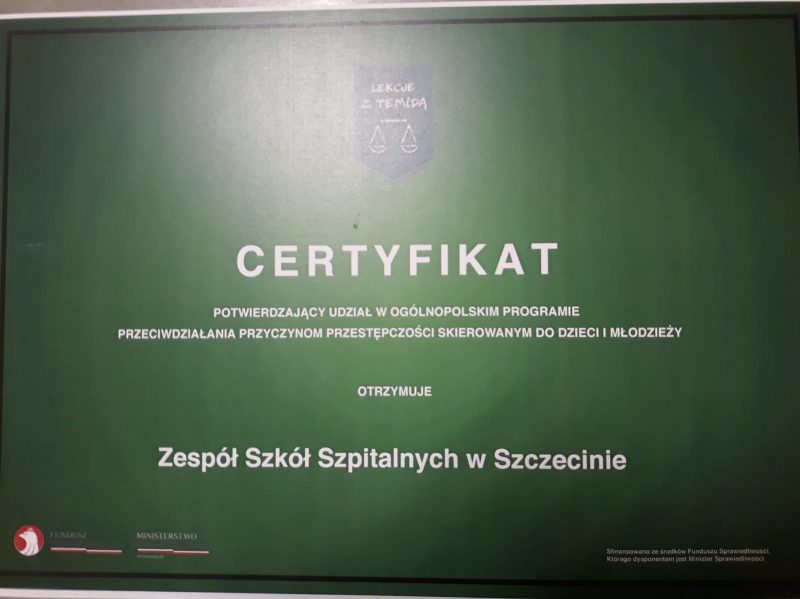 LEKCJE
Z TEMIDĄ
CERTYFIKAT
POTWIERDZAJĄCY UDZIAŁ W OGÓLNOPOLSKIM PROGRAMIE
PRZECIWDZIAŁANIA PRZYCZYNOM PRZESTĘPCZOŚCI SKIEROWANYM DO DZIECI I MŁODZIEŻY
OTRZYMUJE
Zespół Szkół Szpitalnych w Szczecinie
FUNDUSZ
MINISTERSTWO
Sfinansowano ze środków Funduszu Sprawiedliwości.
Którego dysponentem jest Minister Sprawiedliwości.